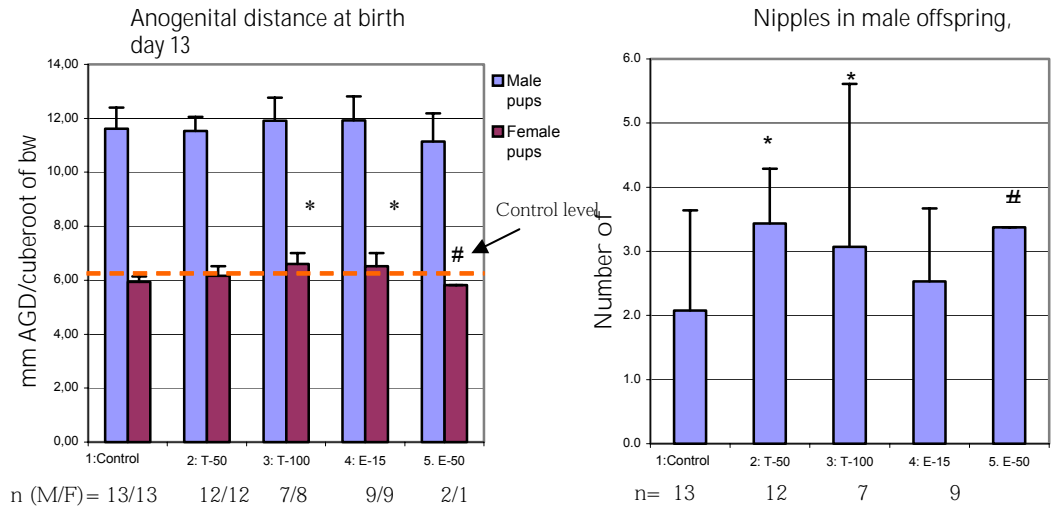 Anogenital distance at birth
day 13
mm AGD/cuberoot of bw
14,00
12,00
10,00
8,00
6,00
4,00
2,00
0,00
Male
pups
Female
pups
*
*
#
Control level
1:Control
2: T-50
3: T-100
4: E-15
5. E-50
n (M/F)= 13/13 12/12 7/8 9/9 2/1
Nipples in male offspring,
Number of
6.0
5.0
4.0
3.0
2.0
1.0
0.0
*
*
#
1:Control
2: T-50
3: T-100
4: E-15
5. E-50
n= 13 12 7 9